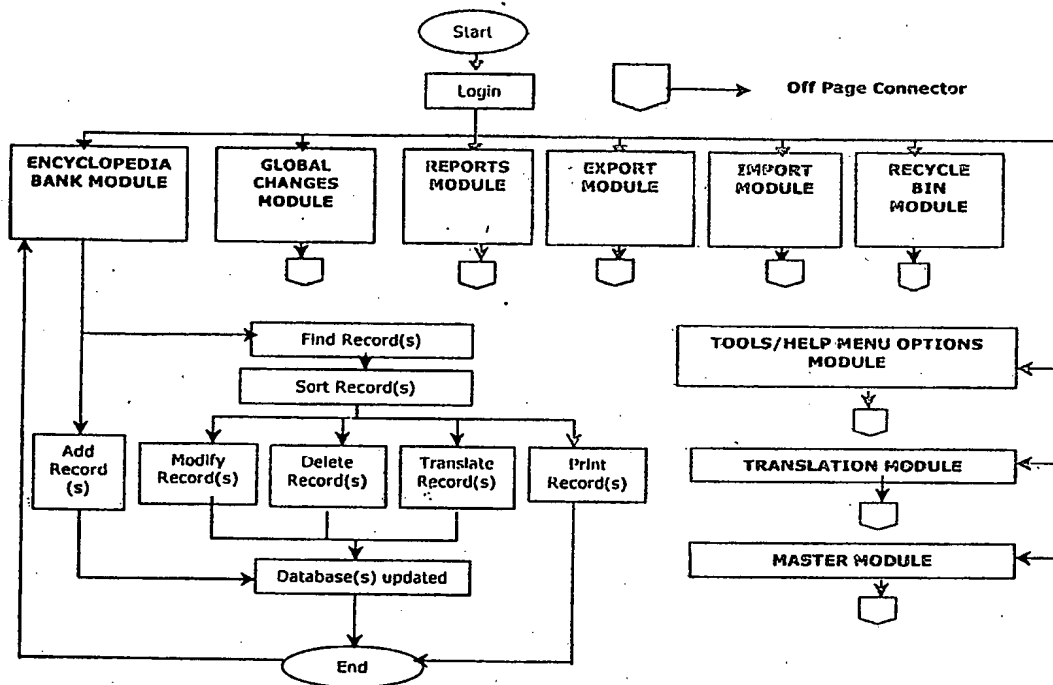 Start
Login
Off Page Connector
ENCYCLOPEDIA
BANK MODULE
GLOBAL
CHANGES
MODULE
REPORTS
MODULE
EXPORT
MODULE
IMPORT
MODULE
RECYCLE
BIN
MODULE
Find Record(s)
Sort Record(s)
TOOLS/HELP MENU OPTIONS
MODULE
Add
Record
(s)
Modify
Record(s)
Delete
Record(s)
Translate
Record(s)
Print
Record(s)
TRANSLATION MODULE
Database(s) updated
MASTER MODULE
End